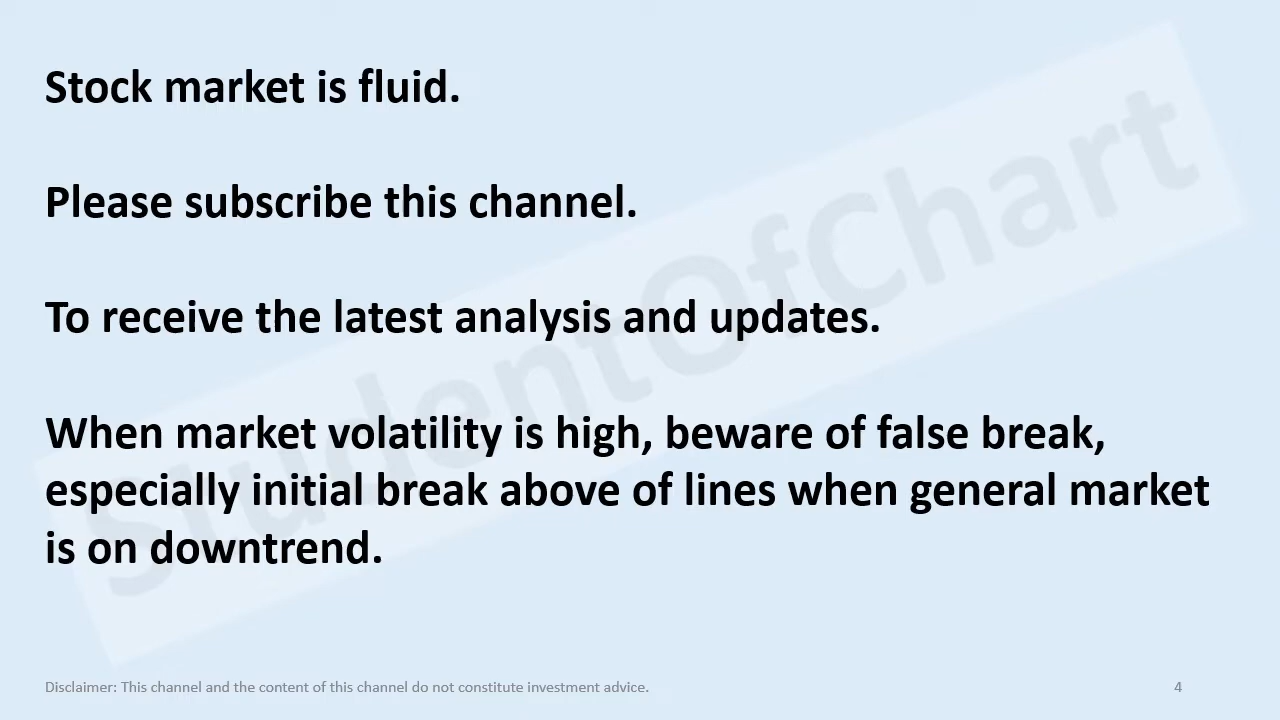 Stock market is fluid.
Please subscribe this channel.
To receive the latest analysis and updates.
When market volatility is high, beware of false break,
especially initial break above of lines when general market
is on downtrend.
StudentOfChart
Disclaimer: This channel and the content of this channel do not constitute investment advice.
4